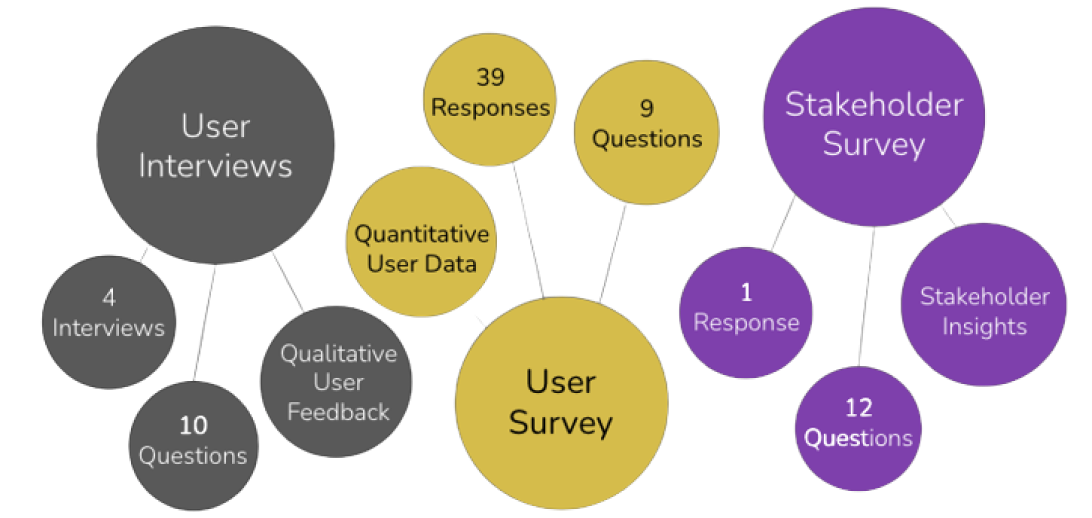 User
Interviews
4
Interviews
10
Questions
Qualitative
User
Feedback
39
Responses
9
Questions
Quantitative
User Data
User
Survey
Stakeholder
Survey
1
Response
12
Questions
Stakeholder
Insights